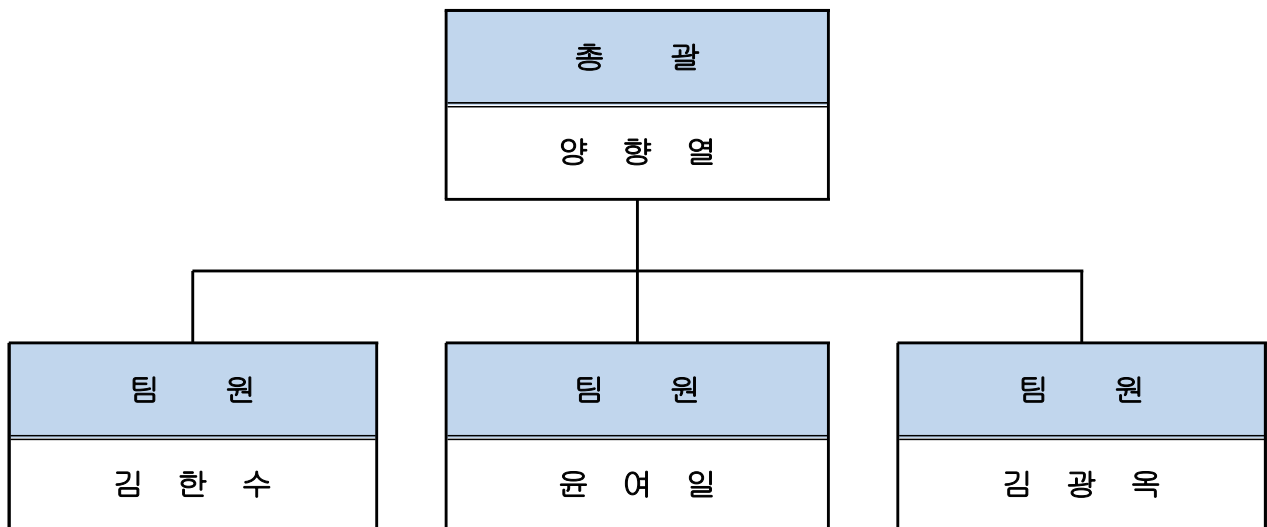 총 괄
양 향 열
팀 원
김 한 수
팀 원
윤 여 일
팀 원
김 광 옥